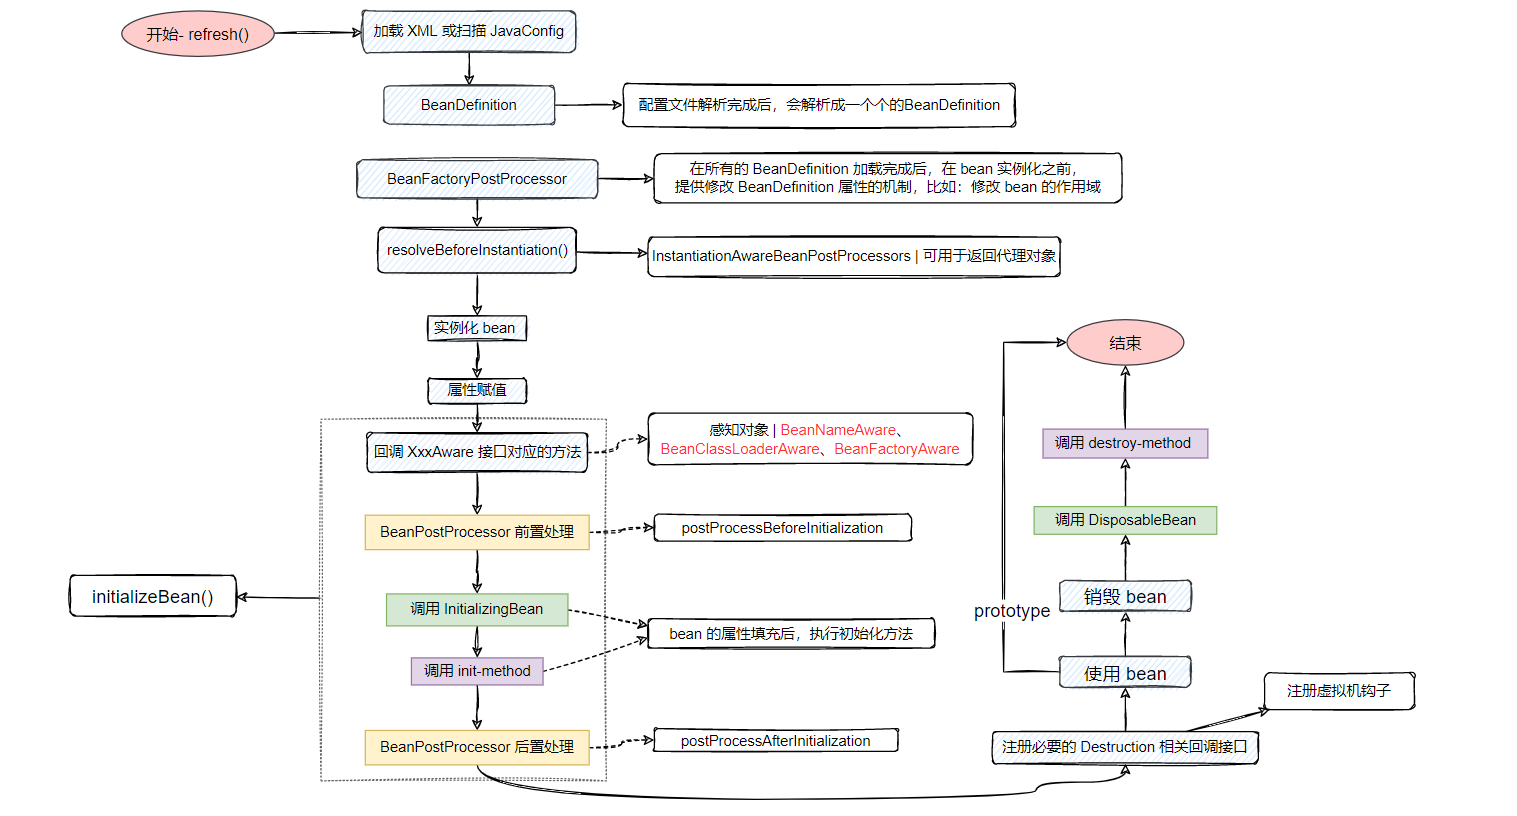 开始- refresh()
加载 XML 或扫描 JavaConfig
BeanDefinition
配置文件解析完成后，会解析成一个个的BeanDefinition
BeanFactoryPostProcessor
在所有的 BeanDefinition 加载完成后，在 bean 实例化之前，
提供修改 BeanDefinition 属性的机制，比如：修改 bean 的作用域
resolveBeforeInstantiation()
InstantiationAwareBeanPostProcessors | 可用于返回代理对象
实例化 bean
属性赋值
回调 XxxAware 接口对应的方法
感知对象 | BeanNameAware、
BeanClassLoaderAware、BeanFactoryAware
BeanPostProcessor 前置处理
postProcessBeforeInitialization
initializeBean()
调用 InitializingBean
bean 的属性填充后，执行初始化方法
调用 init-method
BeanPostProcessor 后置处理
postProcessAfterInitialization
结束
调用 destroy-method
调用 DisposableBean
销毁 bean
prototype
使用 bean
注册虚拟机钩子
注册必要的 Destruction 相关回调接口